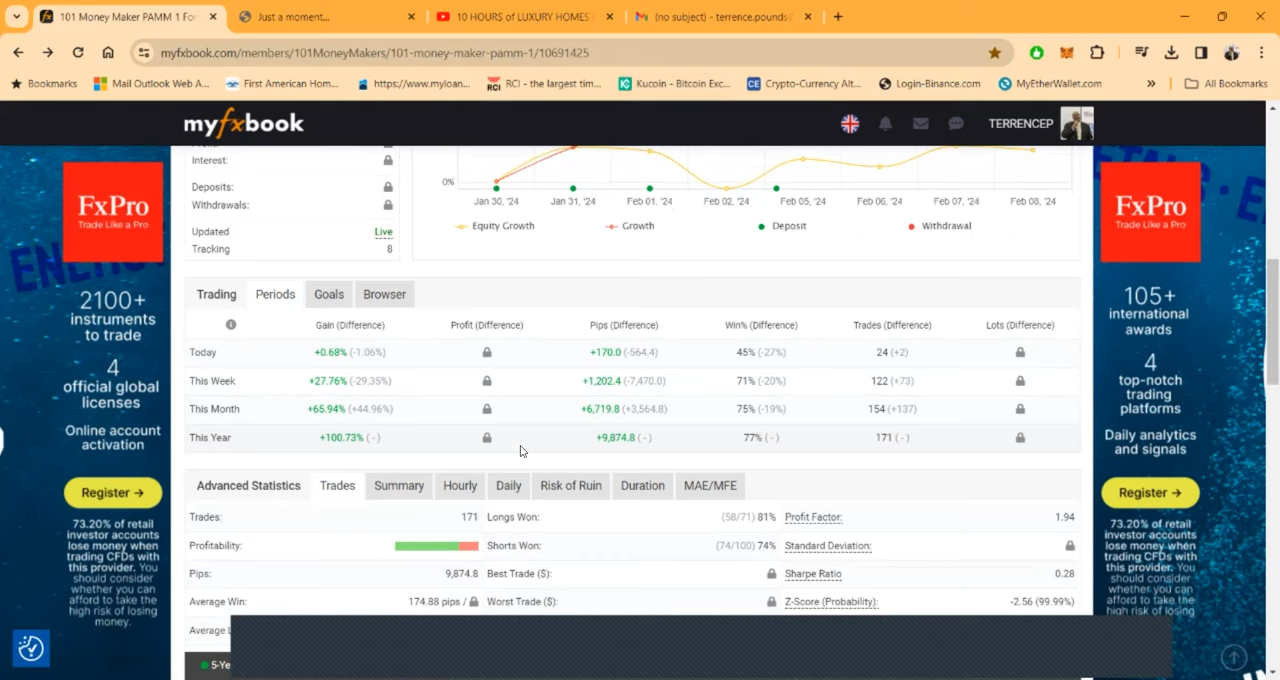 101 Money Maker PAMM 1 For
Just a moment...
10 HOURS of LUXURY HOMES
(no subject) - terrence.pounds
myfxbook.com/members/101MoneyMakers/101-money-maker-pamm-1/10691425
Bookmarks
Mail Outlook Web A...
First American Hom...
https://www.myloan...
RCI - the largest tim...
Kucoin - Bitcoin Exc...
Crypto-Currency Alt...
Login-Binance.com
MyEtherWallet.com
All Bookmarks
myfxbook
TERRENCEP
FxPro
Trade Like a Pro
2100+
instruments
to trade
4
official global
licenses
Online account
activation
Register →
73.20% of retail
investor accounts
lose money when
trading CFDs with
this provider. You
should consider
whether you can
afford to take the
high risk of losing
money.
Interest:
Deposits:
Withdrawals:
Updated Live
Tracking 8
0%
Jan 30, '24 Jan 31, '24 Feb 01, '24 Feb 02, '24 Feb 05, '24 Feb 06, '24 Feb 07, '24 Feb 08, '24
Equity Growth Growth Deposit Withdrawal
Trading Periods Goals Browser
Gain (Difference) Profit (Difference) Pips (Difference) Win% (Difference) Trades (Difference) Lots (Difference)
Today +0.68% (-1.06%) +170.0 (-564.4) 45% (-27%) 24 (+2)
This Week +27.76% (-29.35%) +1,202.4 (-7,470.0) 71% (-20%) 122 (+73)
This Month +65.94% (+44.96%) +6,719.8 (+3,564.8) 75% (-19%) 154 (+137)
This Year +100.73% (-) +9,874.8 (-) 77% (-) 171 (-)
Advanced Statistics Trades Summary Hourly Daily Risk of Ruin Duration MAE/MFE
Trades: 171 Longs Won: (58/71) 81% Profit Factor: 1.94
Profitability: Shorts Won: (74/100) 74% Standard Deviation:
Pips: 9,874.8 Best Trade ($): Sharpe Ratio 0.28
Average Win: 174.88 pips / Worst Trade ($): Z-Score (Probability): -2.56 (99.99%)
Average L
5-Ye
FxPro
Trade Like a Pro
105+
international
awards
4
top-notch
trading
platforms
Daily analytics
and signals
Register →
73.20% of retail
investor accounts
lose money when
trading CFDs with
this provider. You
should consider
whether you can
afford to take the
high risk of losing